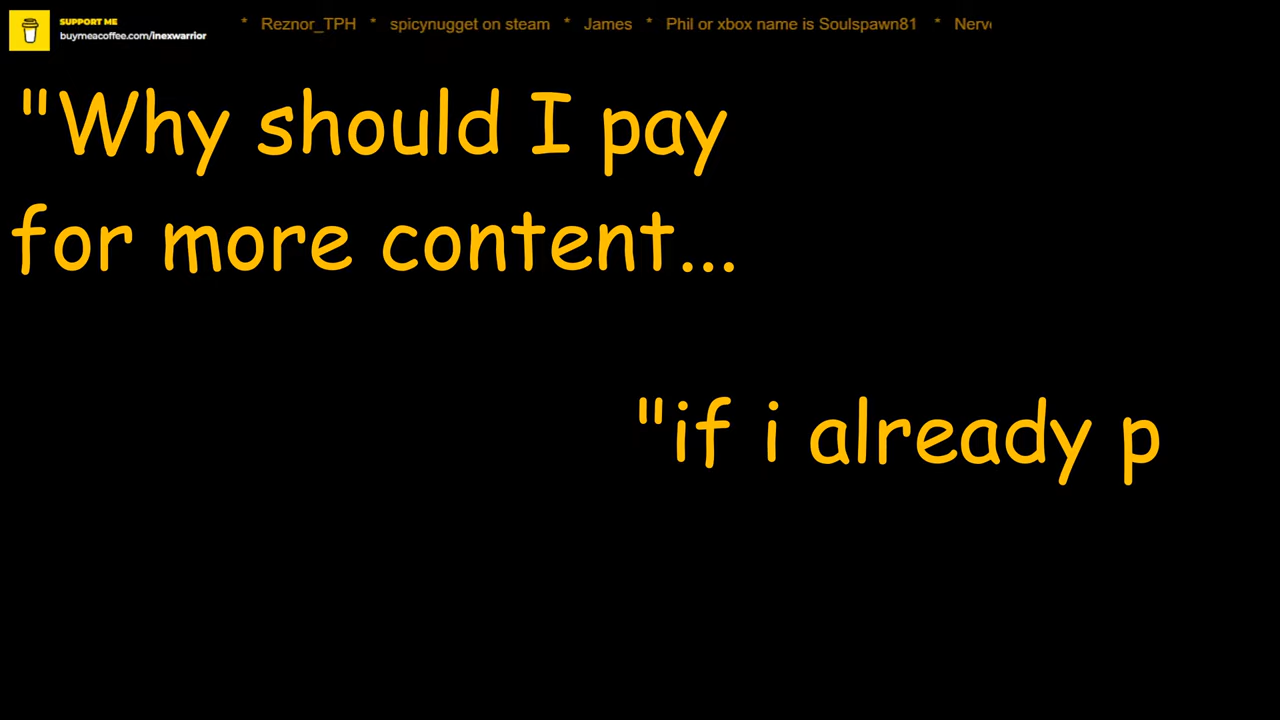 SUPPORT ME
buymeacoffee.com/inexwarrior
* Reznor_TPH * spicynugget on steam * James * Phil or xbox name is Soulspawn81 * Nerv
"Why should I pay
for more content...
"if i already p